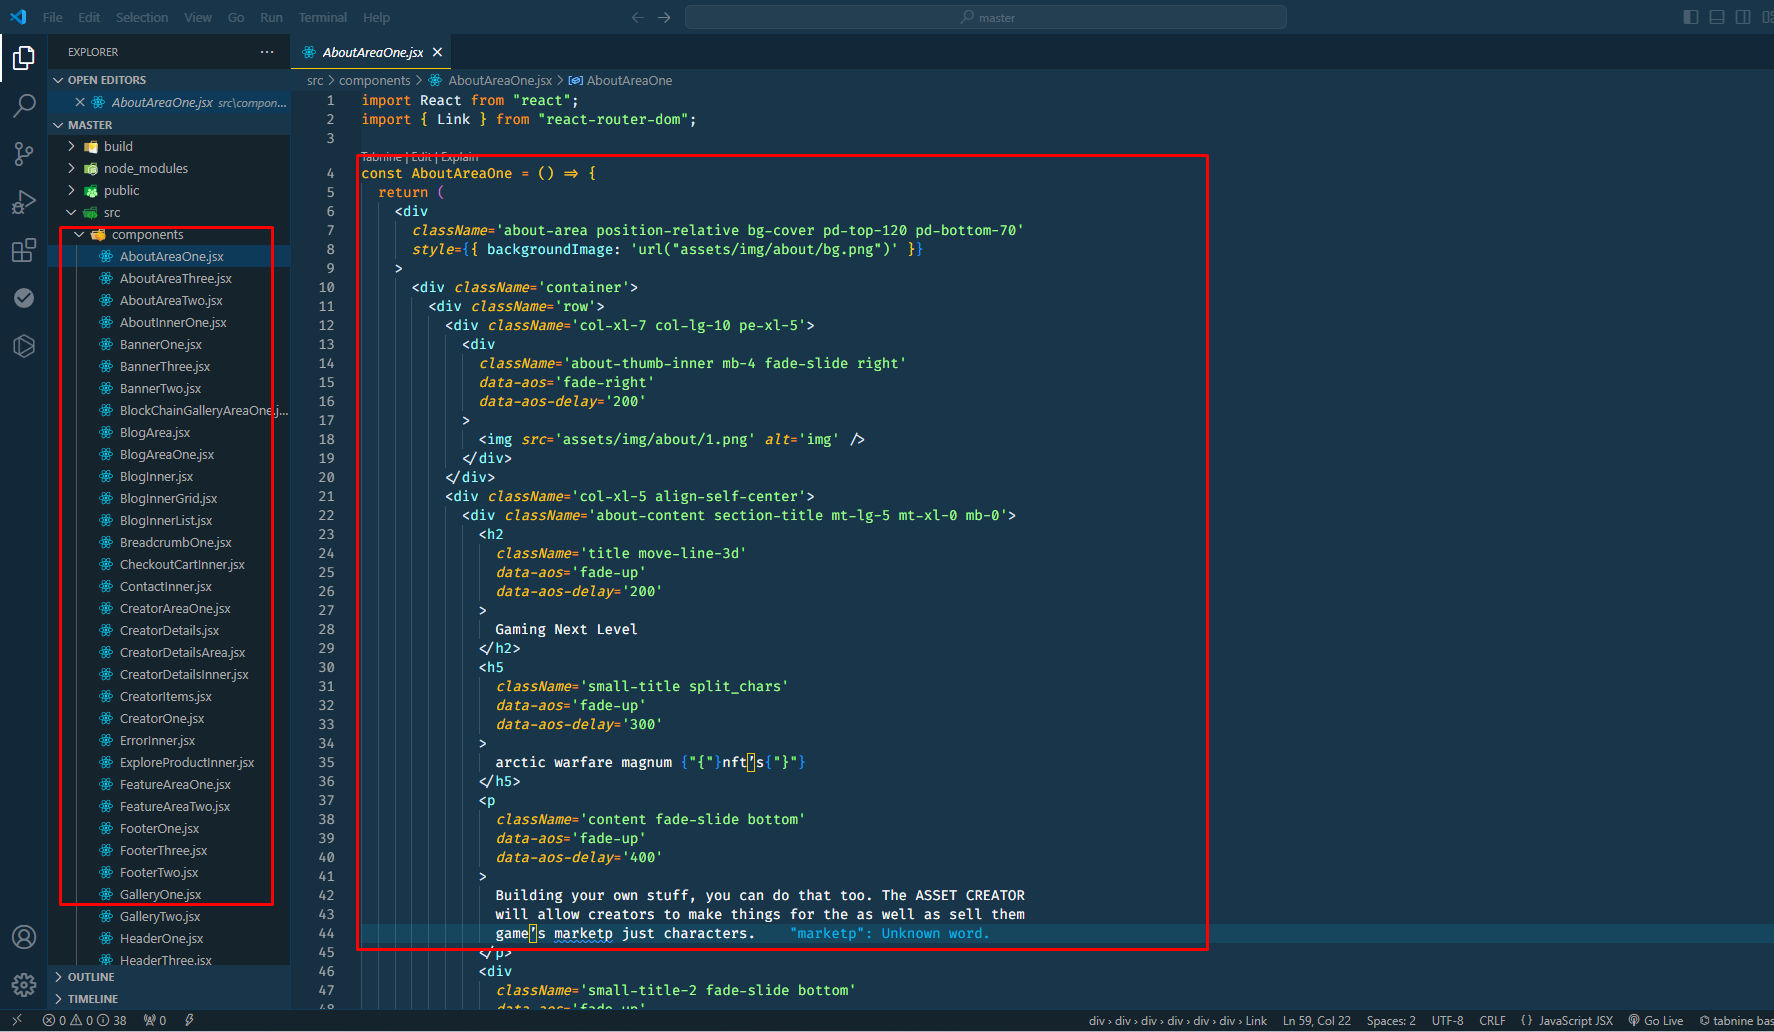 File Edit Selection View Go Run Terminal Help
master
EXPLORER
OPEN EDITORS
AboutAreaOne.jsx src\compon...
MASTER
build
node_modules
public
src
components
AboutAreaOne.jsx
AboutAreaThree.jsx
AboutAreaTwo.jsx
AboutInnerOne.jsx
BannerOne.jsx
BannerThree.jsx
BannerTwo.jsx
BlockChainGalleryAreaOne.j...
BlogArea.jsx
BlogAreaOne.jsx
BlogInner.jsx
BlogInnerGrid.jsx
BlogInnerList.jsx
BreadcrumbOne.jsx
CheckoutCartInner.jsx
ContactInner.jsx
CreatorAreaOne.jsx
CreatorDetails.jsx
CreatorDetailsArea.jsx
CreatorDetailsInner.jsx
CreatorItems.jsx
CreatorOne.jsx
ErrorInner.jsx
ExploreProductInner.jsx
FeatureAreaOne.jsx
FeatureAreaTwo.jsx
FooterOne.jsx
FooterThree.jsx
FooterTwo.jsx
GalleryOne.jsx
GalleryTwo.jsx
HeaderOne.jsx
HeaderThree.jsx
OUTLINE
TIMELINE
AboutAreaOne.jsx
src > components > AboutAreaOne.jsx > AboutAreaOne
1 import React from "react";
2 import { Link } from "react-router-dom";
3
Tabnine | Edit | Explain
4 const AboutAreaOne = () => {
5 return (
6 <div
7 className='about-area position-relative bg-cover pd-top-120 pd-bottom-70'
8 style={{ backgroundImage: 'url("assets/img/about/bg.png")' }}
9 >
10 <div className='container'>
11 <div className='row'>
12 <div className='col-xl-7 col-lg-10 pe-xl-5'>
13 <div
14 className='about-thumb-inner mb-4 fade-slide right'
15 data-aos='fade-right'
16 data-aos-delay='200'
17 >
18 <img src='assets/img/about/1.png' alt='img' />
19 </div>
20 </div>
21 <div className='col-xl-5 align-self-center'>
22 <div className='about-content section-title mt-lg-5 mt-xl-0 mb-0'>
23 <h2
24 className='title move-line-3d'
25 data-aos='fade-up'
26 data-aos-delay='200'
27 >
28 Gaming Next Level
29 </h2>
30 <h5
31 className='small-title split_chars'
32 data-aos='fade-up'
33 data-aos-delay='300'
34 >
35 arctic warfare magnum {"{"}nft’s{"}"}
36 </h5>
37 <p
38 className='content fade-slide bottom'
39 data-aos='fade-up'
40 data-aos-delay='400'
41 >
42 Building your own stuff, you can do that too. The ASSET CREATOR
43 will allow creators to make things for the as well as sell them
44 game’s marketp just characters. "marketp": Unknown word.
45 </p>
46 <div
47 className='small-title-2 fade-slide bottom'
48 data-aos='fade-up'
0 0 38 0 div › div › div › div › div › div › Link Ln 59, Col 22 Spaces: 2 UTF-8 CRLF {} JavaScript JSX Go Live tabnine bas